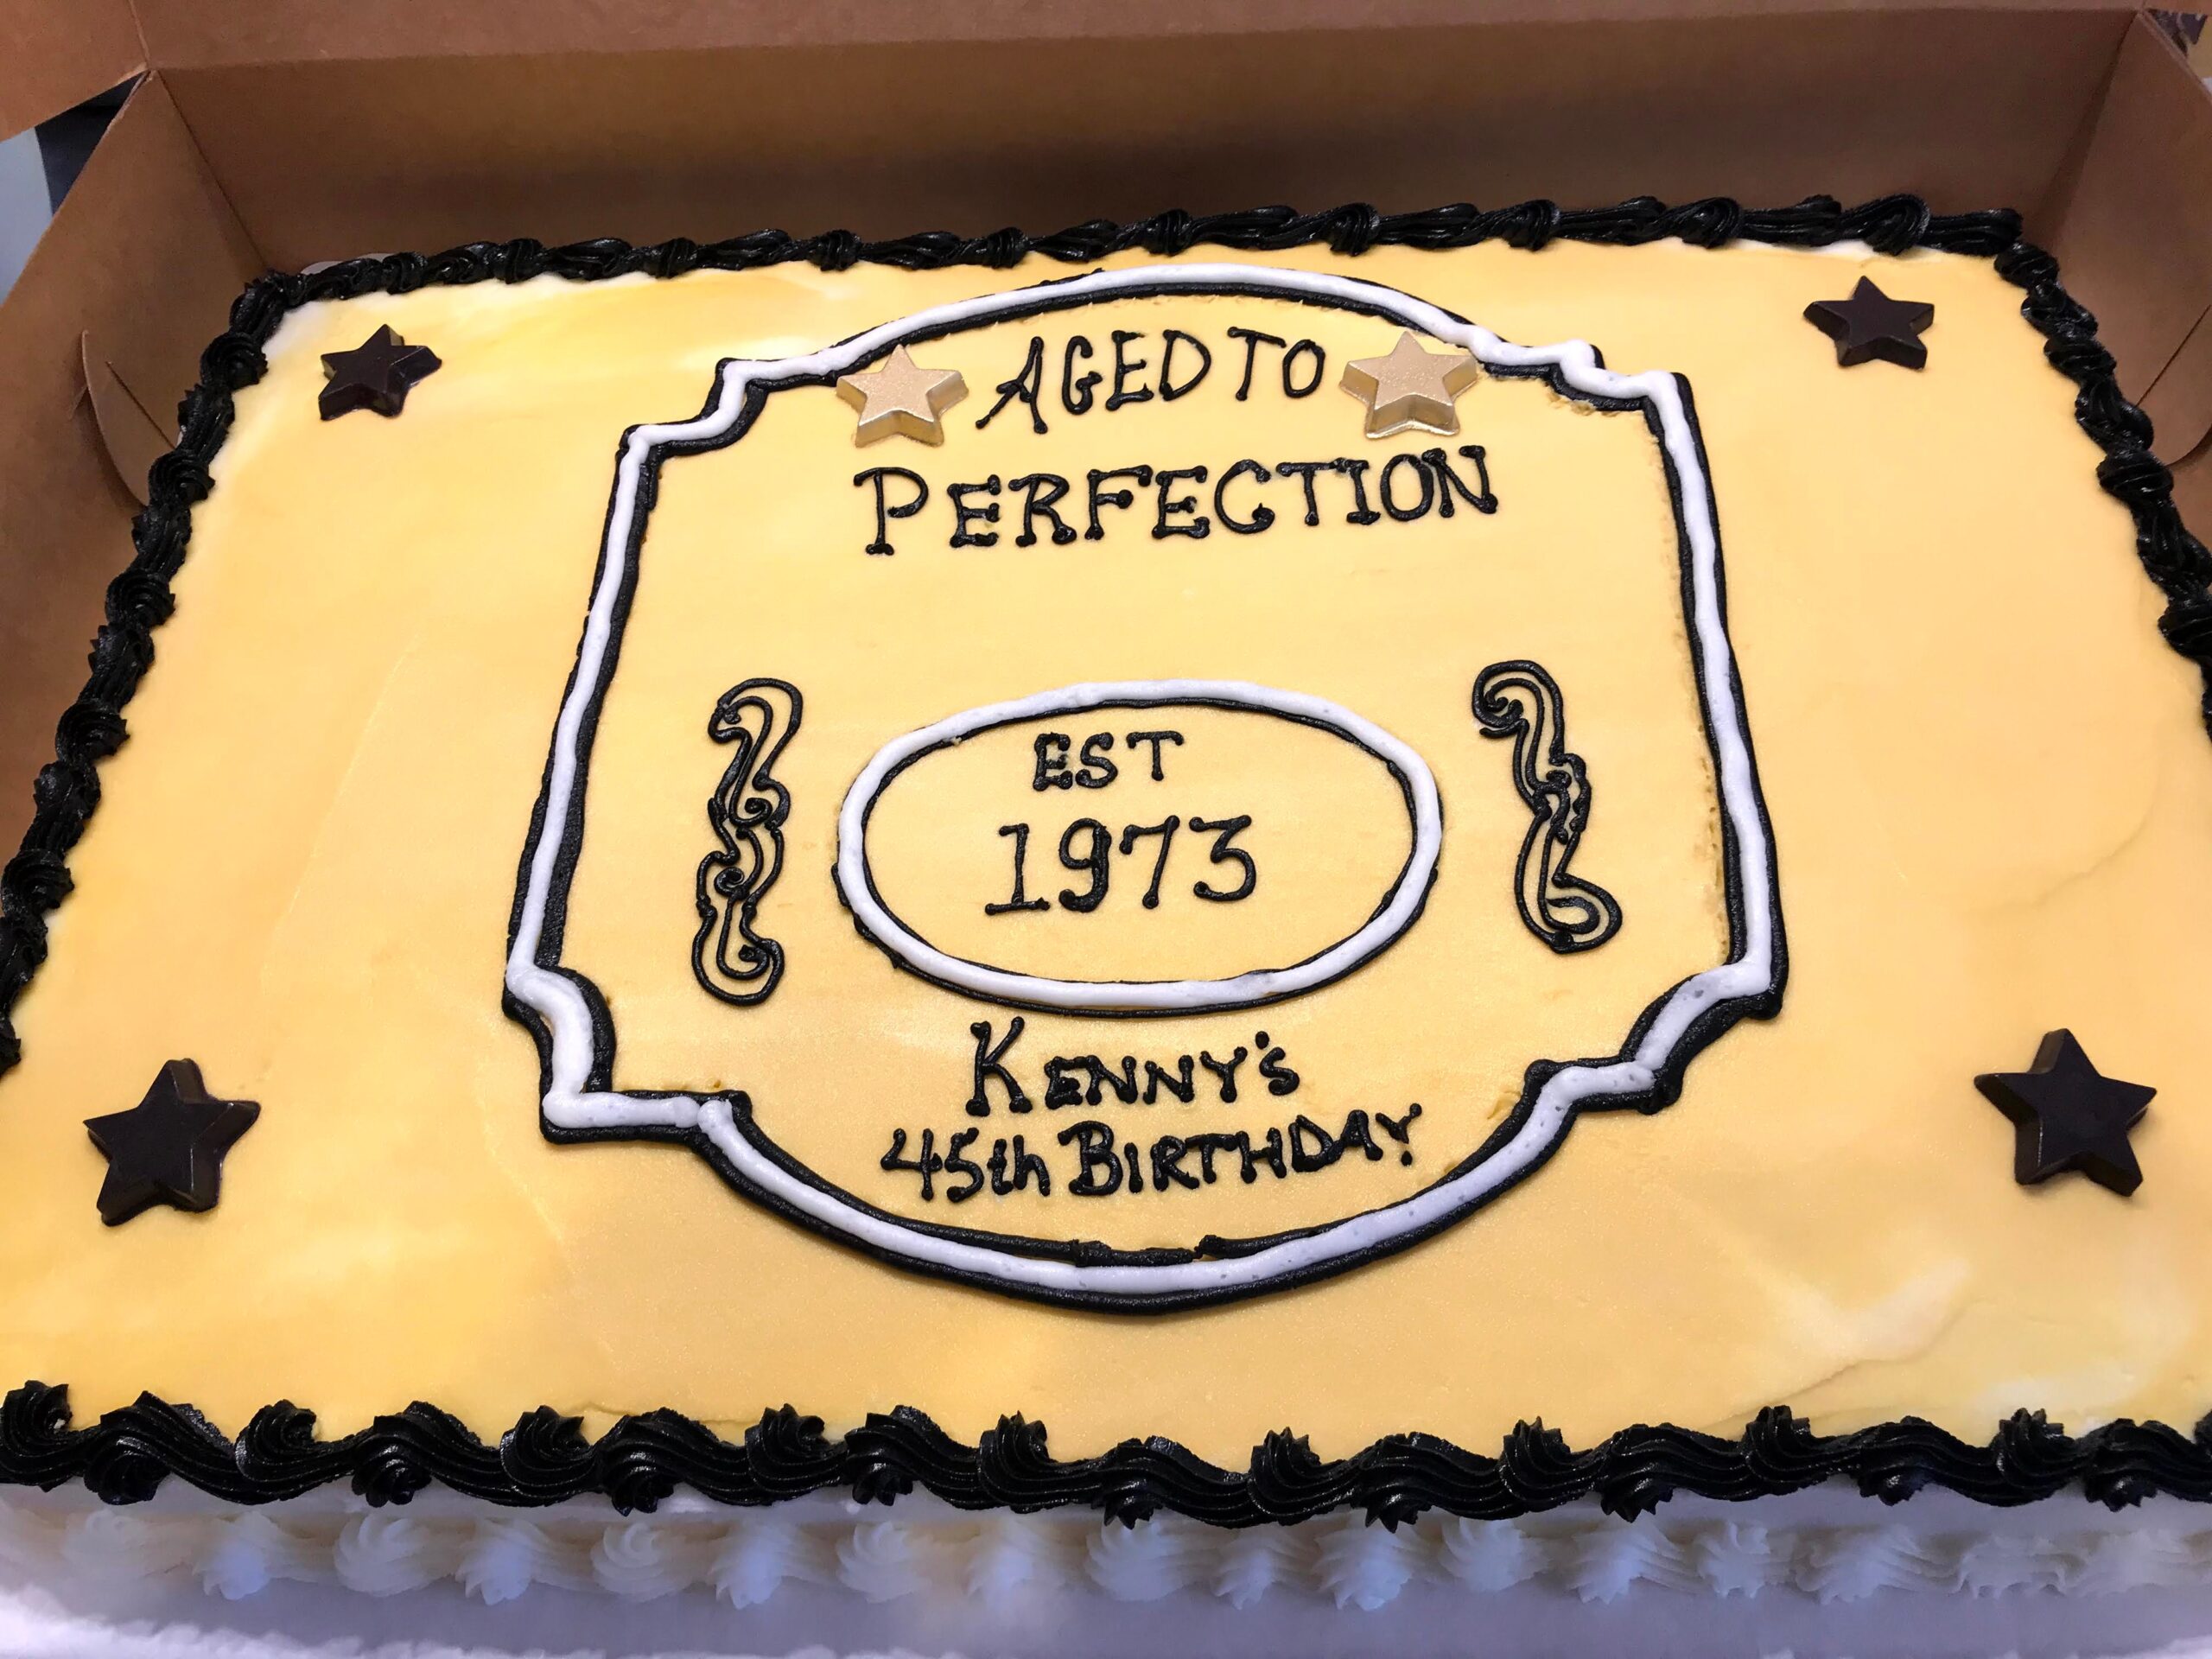 AGED TO
PERFECTION
EST
1973
KENNY'S
45th BIRTHDAY